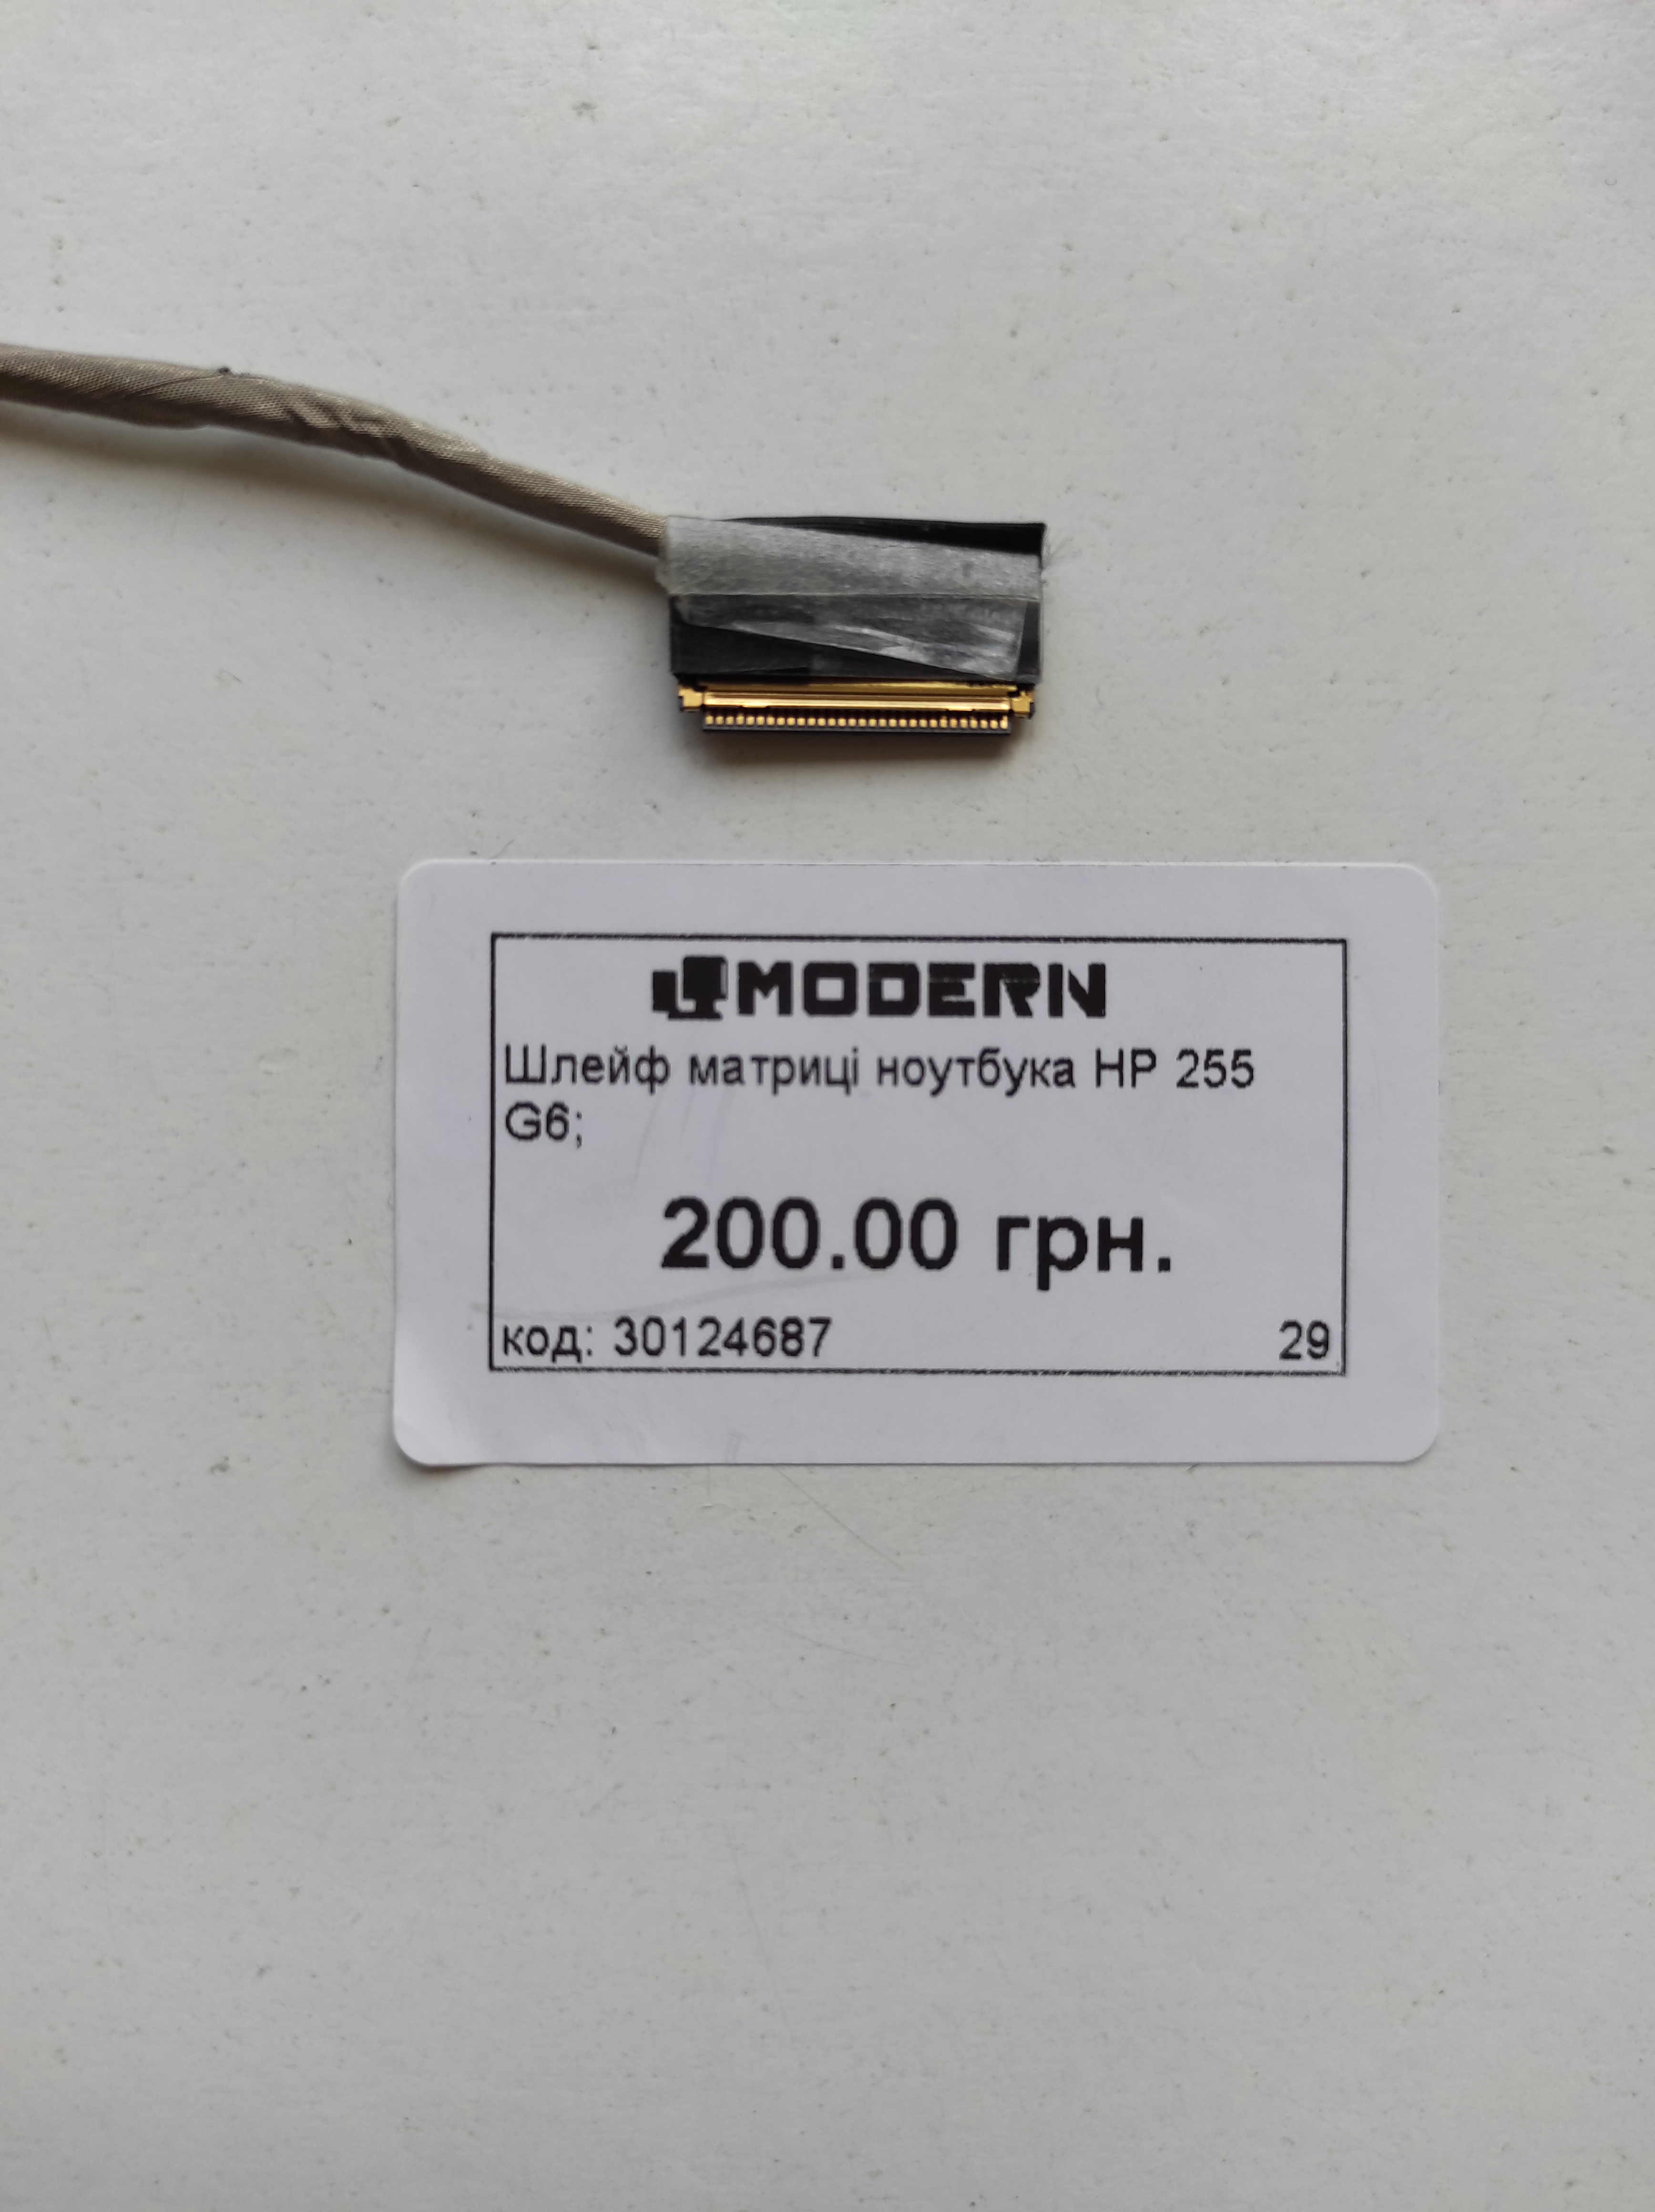 MODERN
Шлейф матриці ноутбука HP 255
G6;
200.00 грн.
код: 30124687 29